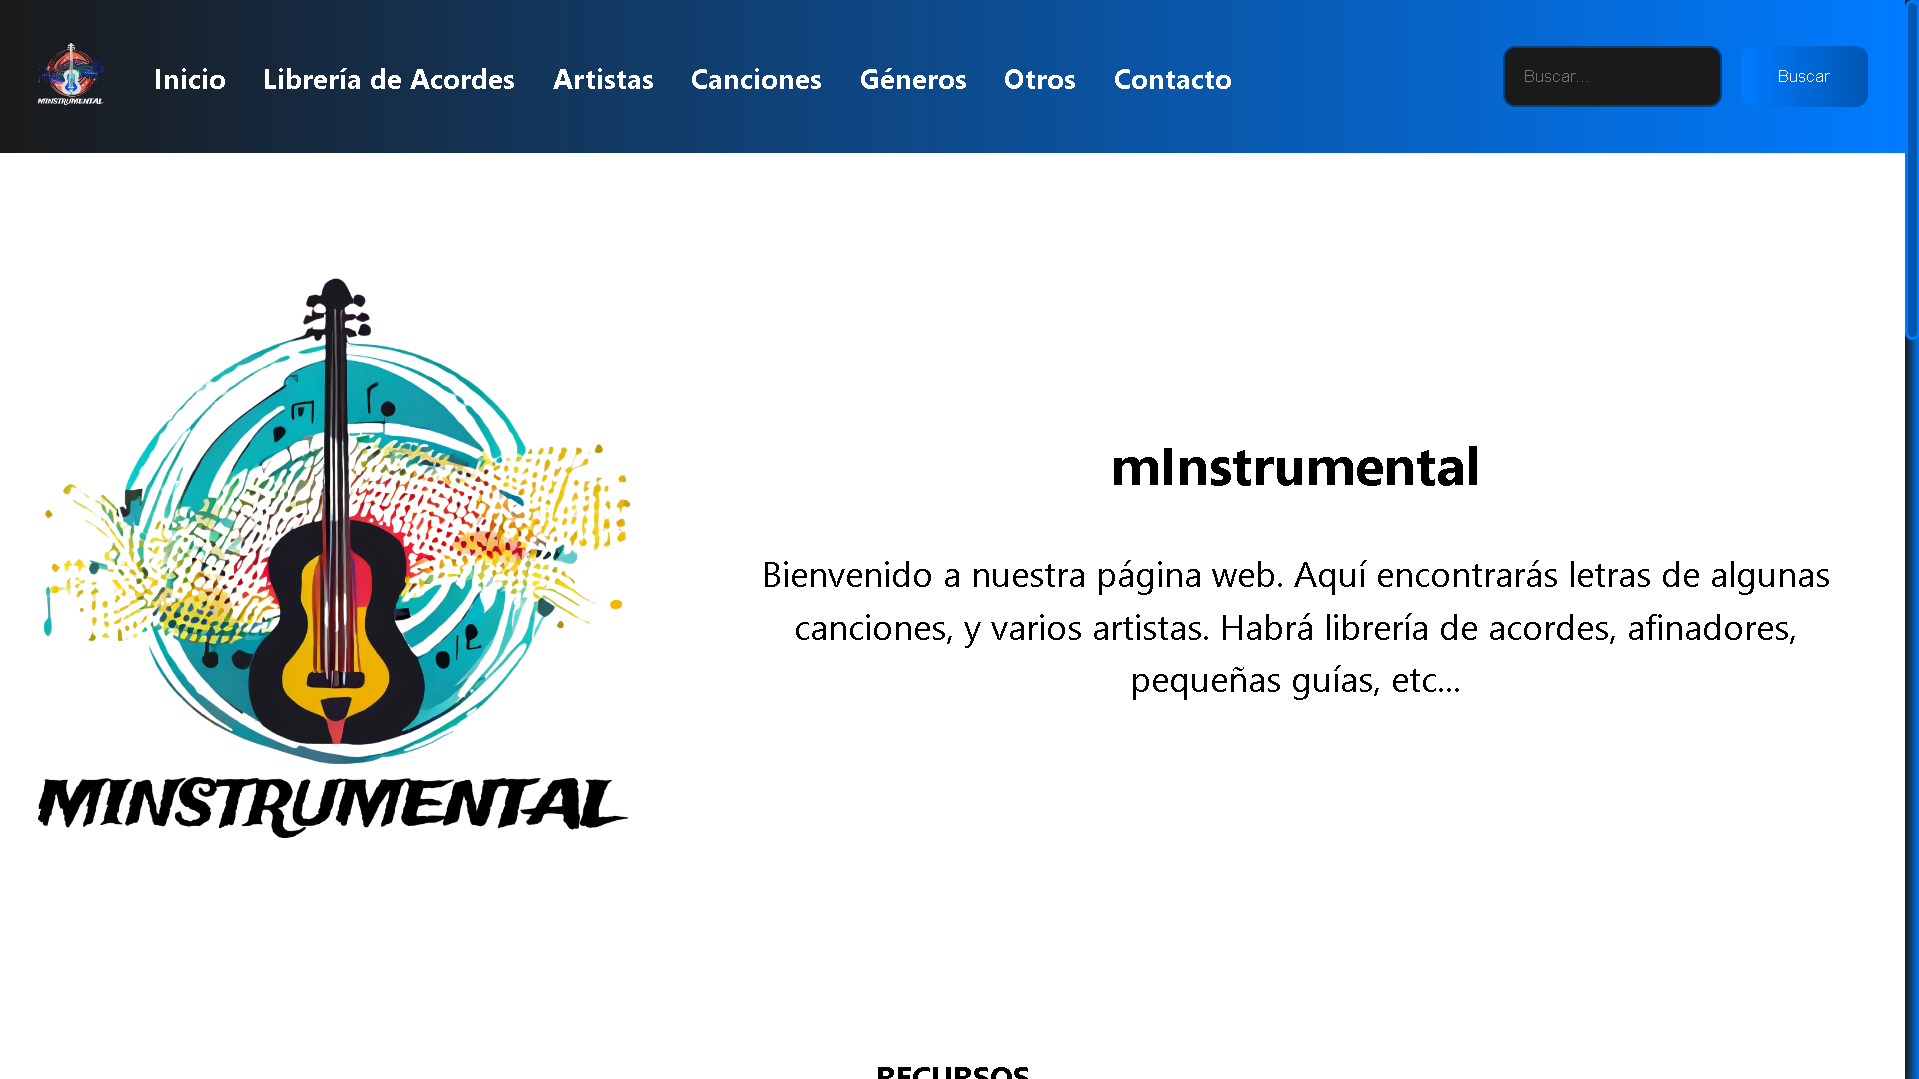 MINSTRUMENTAL
Inicio Librería de Acordes Artistas Canciones Géneros Otros Contacto
Buscar... Buscar
MINSTRUMENTAL
mInstrumental
Bienvenido a nuestra página web. Aquí encontrarás letras de algunas
canciones, y varios artistas. Habrá librería de acordes, afinadores,
pequeñas guías, etc...
RECURSOS